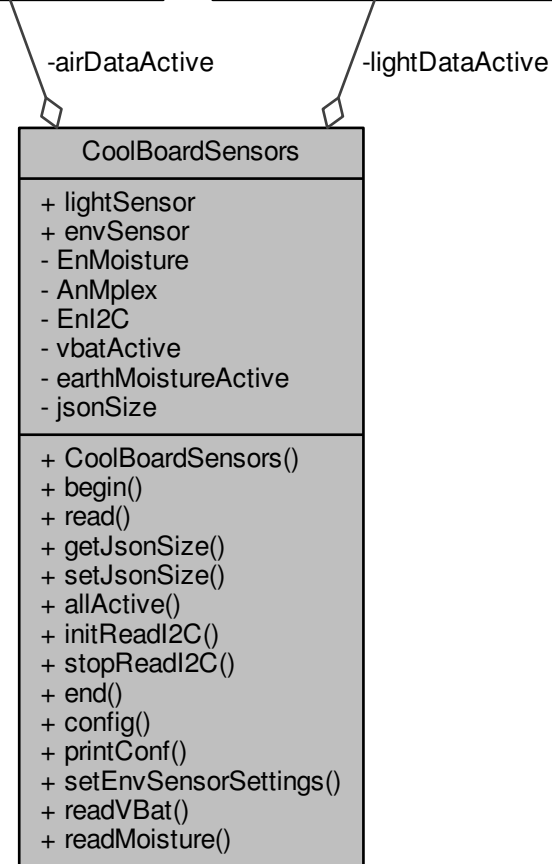 -airDataActive
-lightDataActive
CoolBoardSensors
+ lightSensor
+ envSensor
- EnMoisture
- AnMplex
- EnI2C
- vbatActive
- earthMoistureActive
- jsonSize
+ CoolBoardSensors()
+ begin()
+ read()
+ getJsonSize()
+ setJsonSize()
+ allActive()
+ initReadI2C()
+ stopReadI2C()
+ end()
+ config()
+ printConf()
+ setEnvSensorSettings()
+ readVBat()
+ readMoisture()